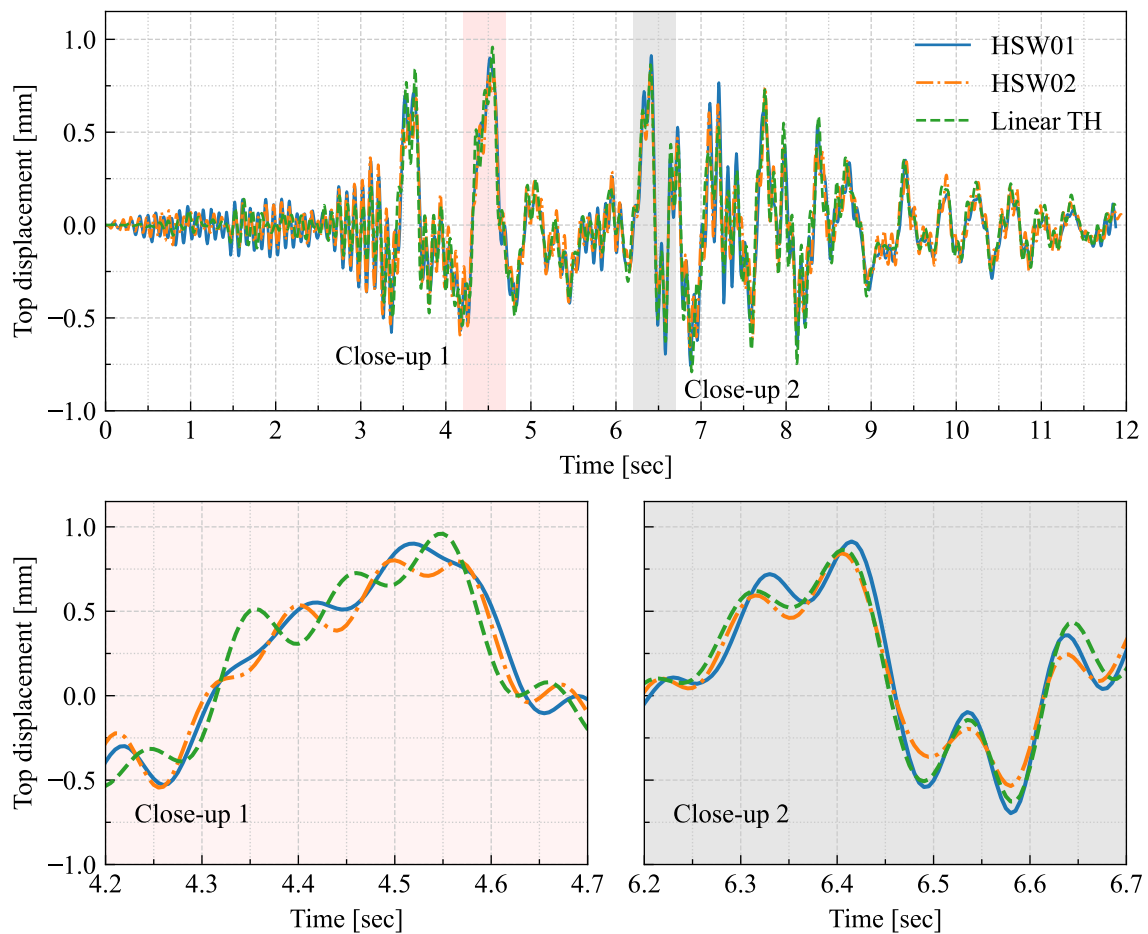 1.0
0.5
0.0
−0.5
−1.0
Top displacement [mm]
HSW01
HSW02
Linear TH
Close-up 1
Close-up 2
0 1 2 3 4 5 6 7 8 9 10 11 12
Time [sec]
1.0
0.5
0.0
−0.5
−1.0
Top displacement [mm]
Close-up 1
4.2 4.3 4.4 4.5 4.6 4.7
Time [sec]
Close-up 2
6.2 6.3 6.4 6.5 6.6 6.7
Time [sec]